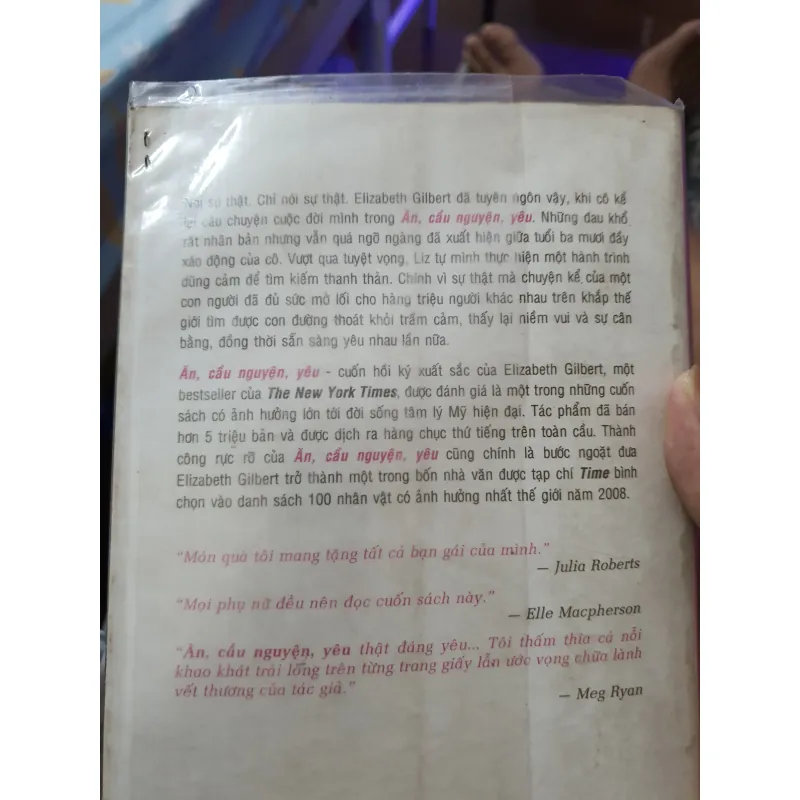 Nói sự thật. Chỉ nói sự thật. Elizabeth Gilbert đã tuyên ngôn vậy, khi cô kể
lại câu chuyện cuộc đời mình trong Ăn, cầu nguyện, yêu. Những đau khổ
rất nhân bản nhưng vẫn quá ngỡ ngàng đã xuất hiện giữa tuổi ba mươi đầy
xáo động của cô. Vượt qua tuyệt vọng, Liz tự mình thực hiện một hành trình
dũng cảm để tìm kiếm thanh thản. Chính vì sự thật mà chuyện kể của một
con người đã đủ sức mở lối cho hàng triệu người khác nhau trên khắp thế
giới tìm được con đường thoát khỏi trầm cảm, thấy lại niềm vui và sự cân
bằng, đồng thời sẵn sàng yêu nhau lần nữa.
Ăn, cầu nguyện, yêu - cuốn hồi ký xuất sắc của Elizabeth Gilbert, một
bestseller của The New York Times, được đánh giá là một trong những cuốn
sách có ảnh hưởng lớn tới đời sống tâm lý Mỹ hiện đại. Tác phẩm đã bán
hơn 5 triệu bản và được dịch ra hàng chục thứ tiếng trên toàn cầu. Thành
công rực rỡ của Ăn, cầu nguyện, yêu cũng chính là bước ngoặt đưa
Elizabeth Gilbert trở thành một trong bốn nhà văn được tạp chí Time bình
chọn vào danh sách 100 nhân vật có ảnh hưởng nhất thế giới năm 2008.
"Món quà tôi mang tặng tất cả bạn gái của mình."
— Julia Roberts
"Mọi phụ nữ đều nên đọc cuốn sách này."
— Elle Macpherson
"Ăn, cầu nguyện, yêu thật đáng yêu... Tôi thấm thía cả nỗi
khao khát trải lòng trên từng trang giấy lẫn ước vọng chữa lành
vết thương của tác giả."
— Meg Ryan